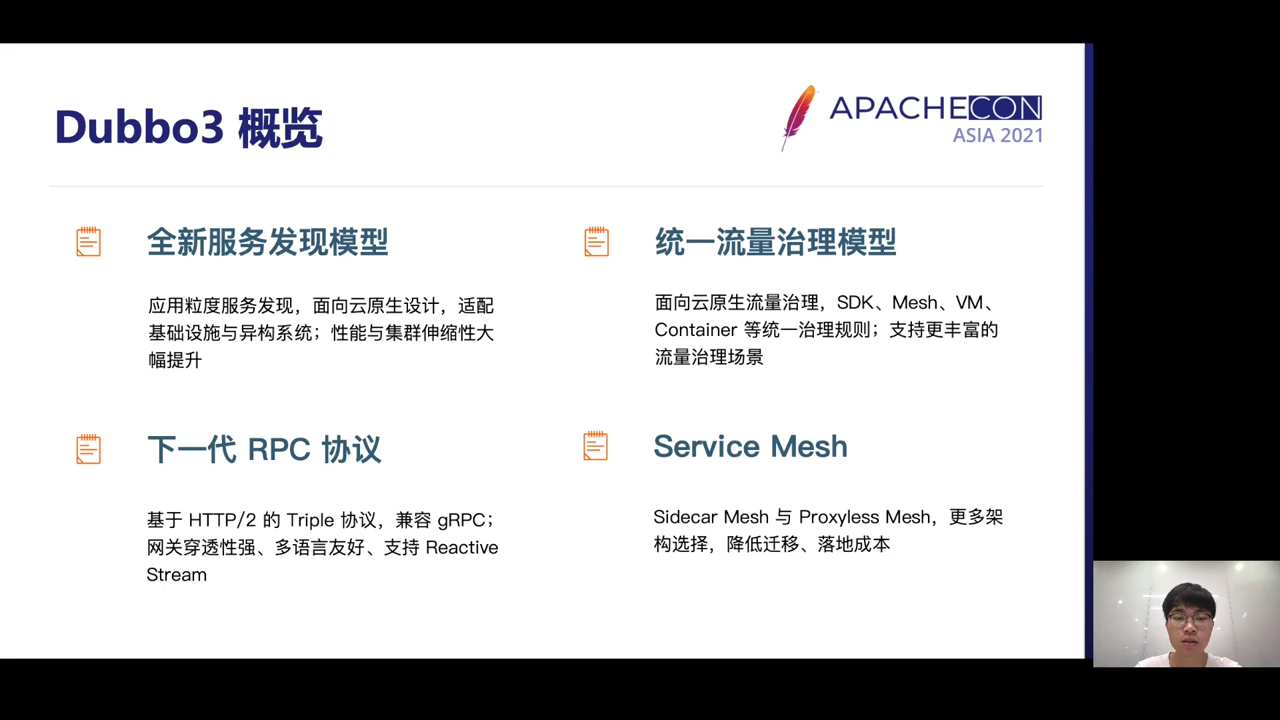 Dubbo3 概览
APACHECON
ASIA 2021
全新服务发现模型
应用粒度服务发现，面向云原生设计，适配
基础设施与异构系统；性能与集群伸缩性大
幅提升
统一流量治理模型
面向云原生流量治理，SDK、Mesh、VM、
Container 等统一治理规则；支持更丰富的
流量治理场景
下一代 RPC 协议
基于 HTTP/2 的 Triple 协议，兼容 gRPC；
网关穿透性强、多语言友好、支持 Reactive
Stream
Service Mesh
Sidecar Mesh 与 Proxyless Mesh，更多架
构选择，降低迁移、落地成本